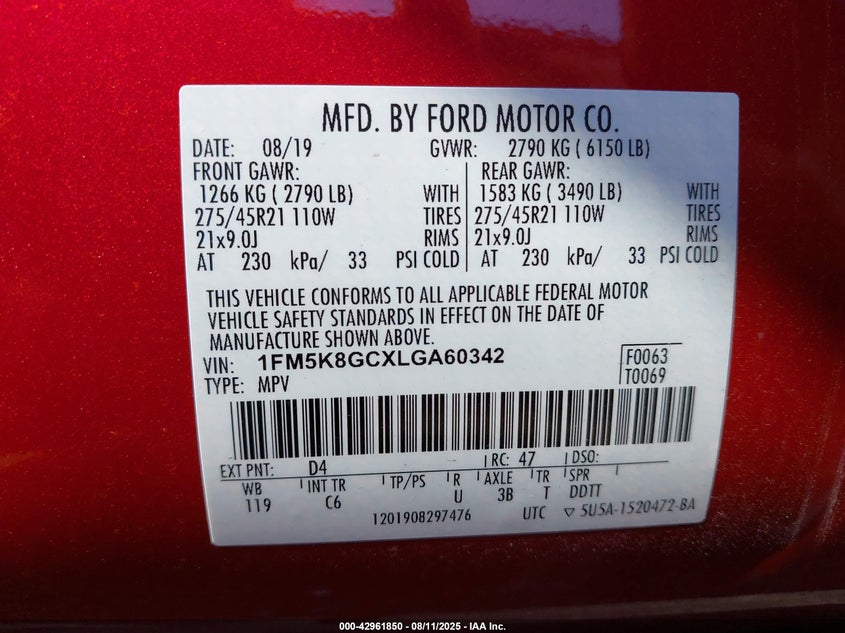 MFD. BY FORD MOTOR CO.
DATE: 08/19 GVWR: 2790 KG ( 6150 LB)
FRONT GAWR: REAR GAWR:
1266 KG ( 2790 LB) WITH 1583 KG ( 3490 LB) WITH
275/45R21 110W TIRES 275/45R21 110W TIRES
21x9.0J RIMS 21x9.0J RIMS
AT 230 kPa/ 33 PSI COLD AT 230 kPa/ 33 PSI COLD
THIS VEHICLE CONFORMS TO ALL APPLICABLE FEDERAL MOTOR
VEHICLE SAFETY STANDARDS IN EFFECT ON THE DATE OF
MANUFACTURE SHOWN ABOVE.
VIN: 1FM5K8GCXLGA60342 F0063
TYPE: MPV T0069
EXT PNT: D4 RC: 47 DSO:
WB INT TR TP/PS R AXLE TR SPR
119 C6 U 3B T DDTT
1201908297476 UTC ▽ 5U5A-1520472-BA
000-42961850 - 08/11/2025 - IAA Inc.